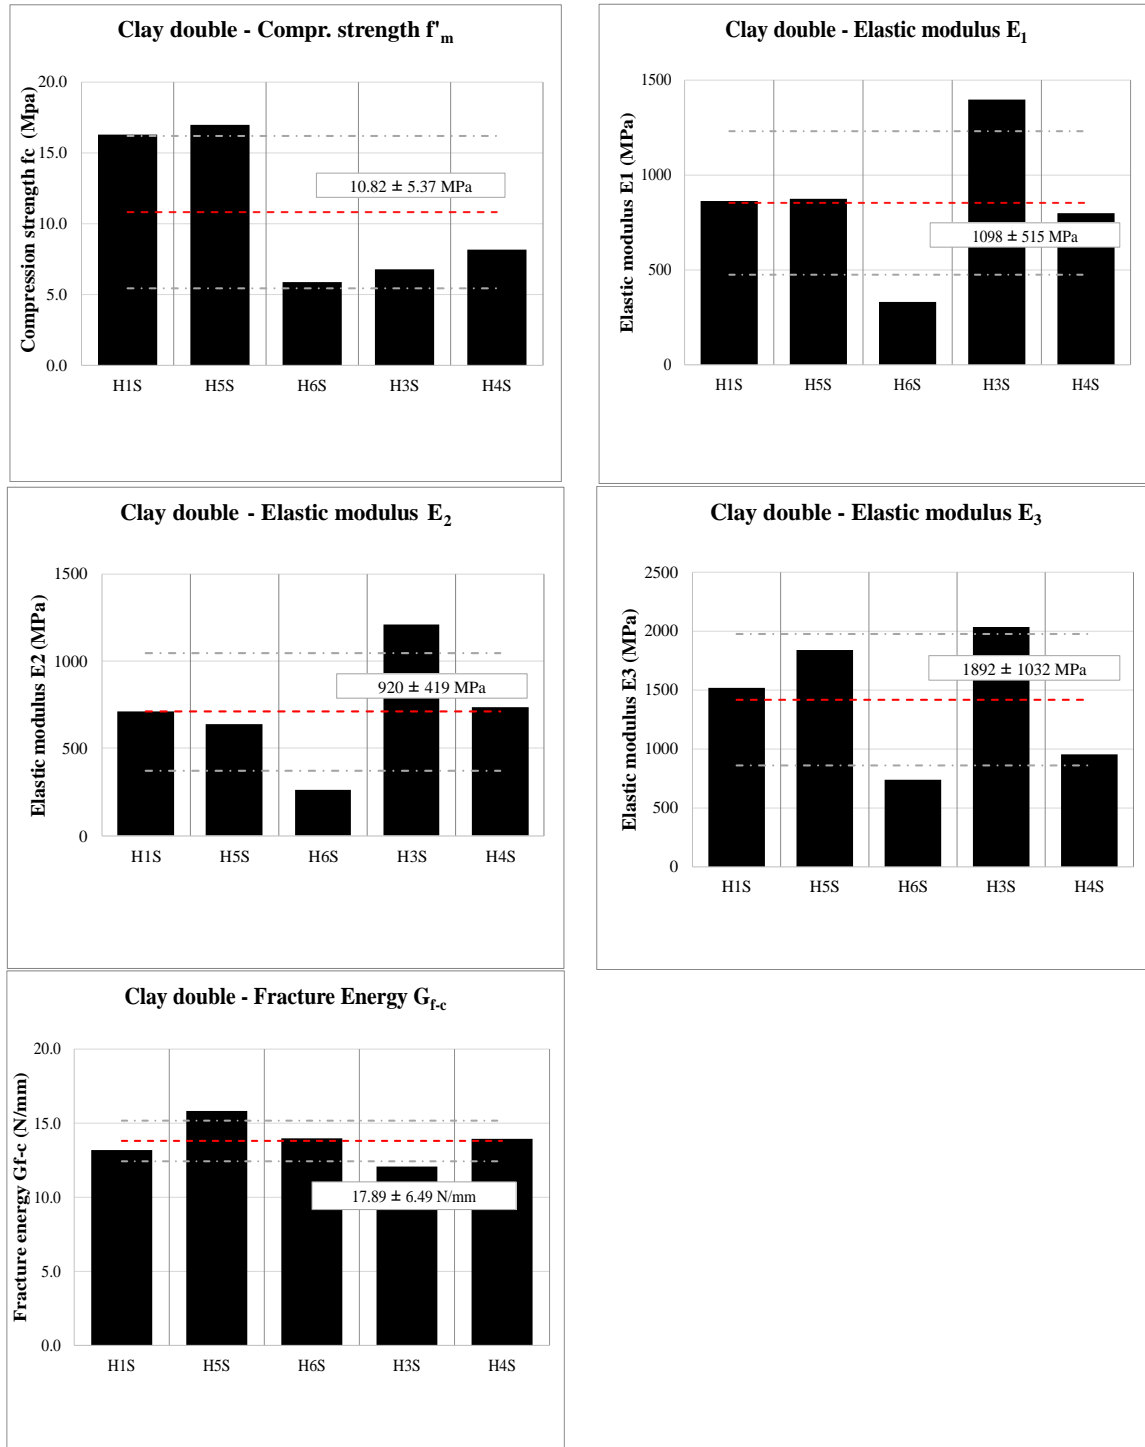 Clay double - Compr. strength f'm
Compression strength fc (Mpa)
20.0
15.0
10.0
5.0
0.0
10.82 ± 5.37 MPa
H1S H5S H6S H3S H4S
Clay double - Elastic modulus E1
Elastic modulus E1 (MPa)
1500
1000
500
0
1098 ± 515 MPa
H1S H5S H6S H3S H4S
Clay double - Elastic modulus E2
Elastic modulus E2 (MPa)
1500
1000
500
0
920 ± 419 MPa
H1S H5S H6S H3S H4S
Clay double - Elastic modulus E3
Elastic modulus E3 (MPa)
2500
2000
1500
1000
500
0
1892 ± 1032 MPa
H1S H5S H6S H3S H4S
Clay double - Fracture Energy Gf-c
Fracture energy Gf-c (N/mm)
20.0
15.0
10.0
5.0
0.0
17.89 ± 6.49 N/mm
H1S H5S H6S H3S H4S